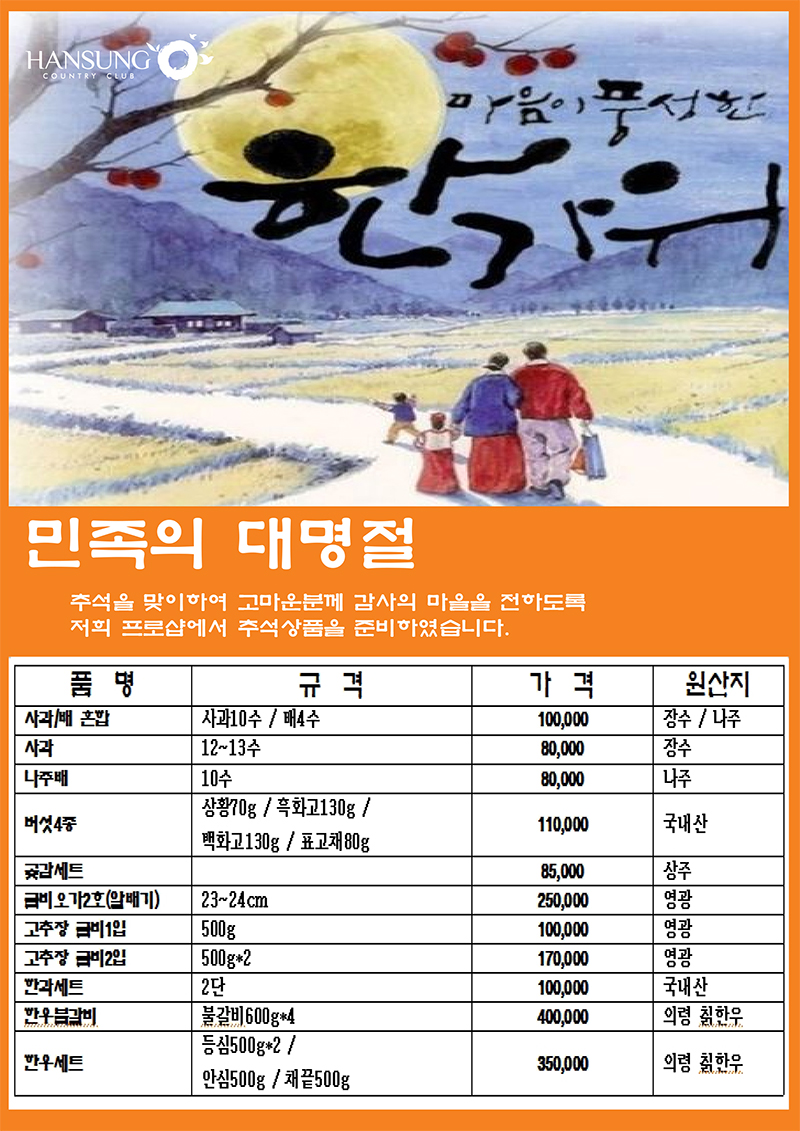 HANSUNG
COUNTRY CLUB
마음이 풍성한
한가위
민족의 대명절
추석을 맞이하여 고마운분께 감사의 마을을 전하도록
저희 프로샵에서 추석상품을 준비하였습니다.
품 명 규 격 가 격 원산지
사과/배 혼합 사과10수 / 배4수 100,000 장수 / 나주
사과 12~13수 80,000 장수
나주배 10수 80,000 나주
버섯4종 상황70g / 흑화고130g /
백화고130g / 표고채80g 110,000 국내산
곶감세트 85,000 상주
굴비오가2호(알배기) 23~24cm 250,000 영광
고추장 굴비1입 500g 100,000 영광
고추장 굴비2입 500g*2 170,000 영광
한과세트 2단 100,000 국내산
한우불갈비 불갈비600g*4 400,000 의령 칡한우
한우세트 등심500g*2 /
안심500g / 채끝500g 350,000 의령 칡한우